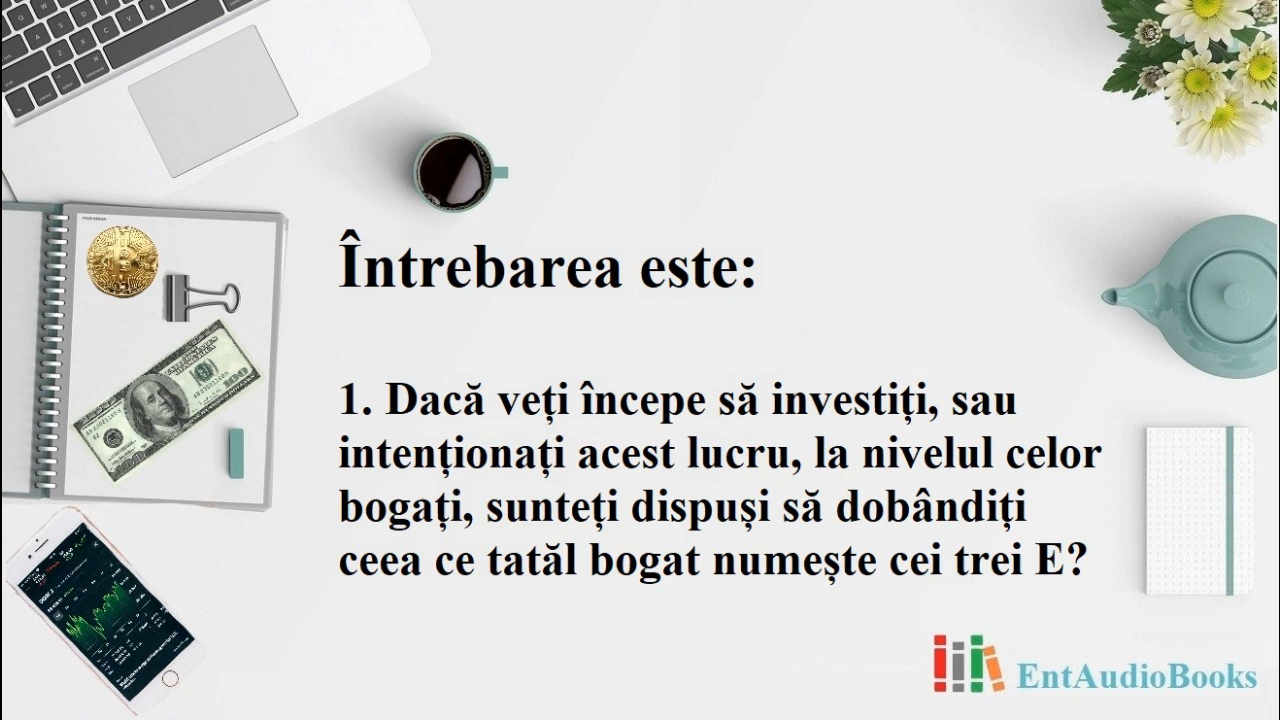 Întrebarea este:
1. Dacă veți începe să investiți, sau
intenționați acest lucru, la nivelul celor
bogați, sunteți dispuși să dobândiți
ceea ce tatăl bogat numește cei trei E?
EntAudioBooks
100